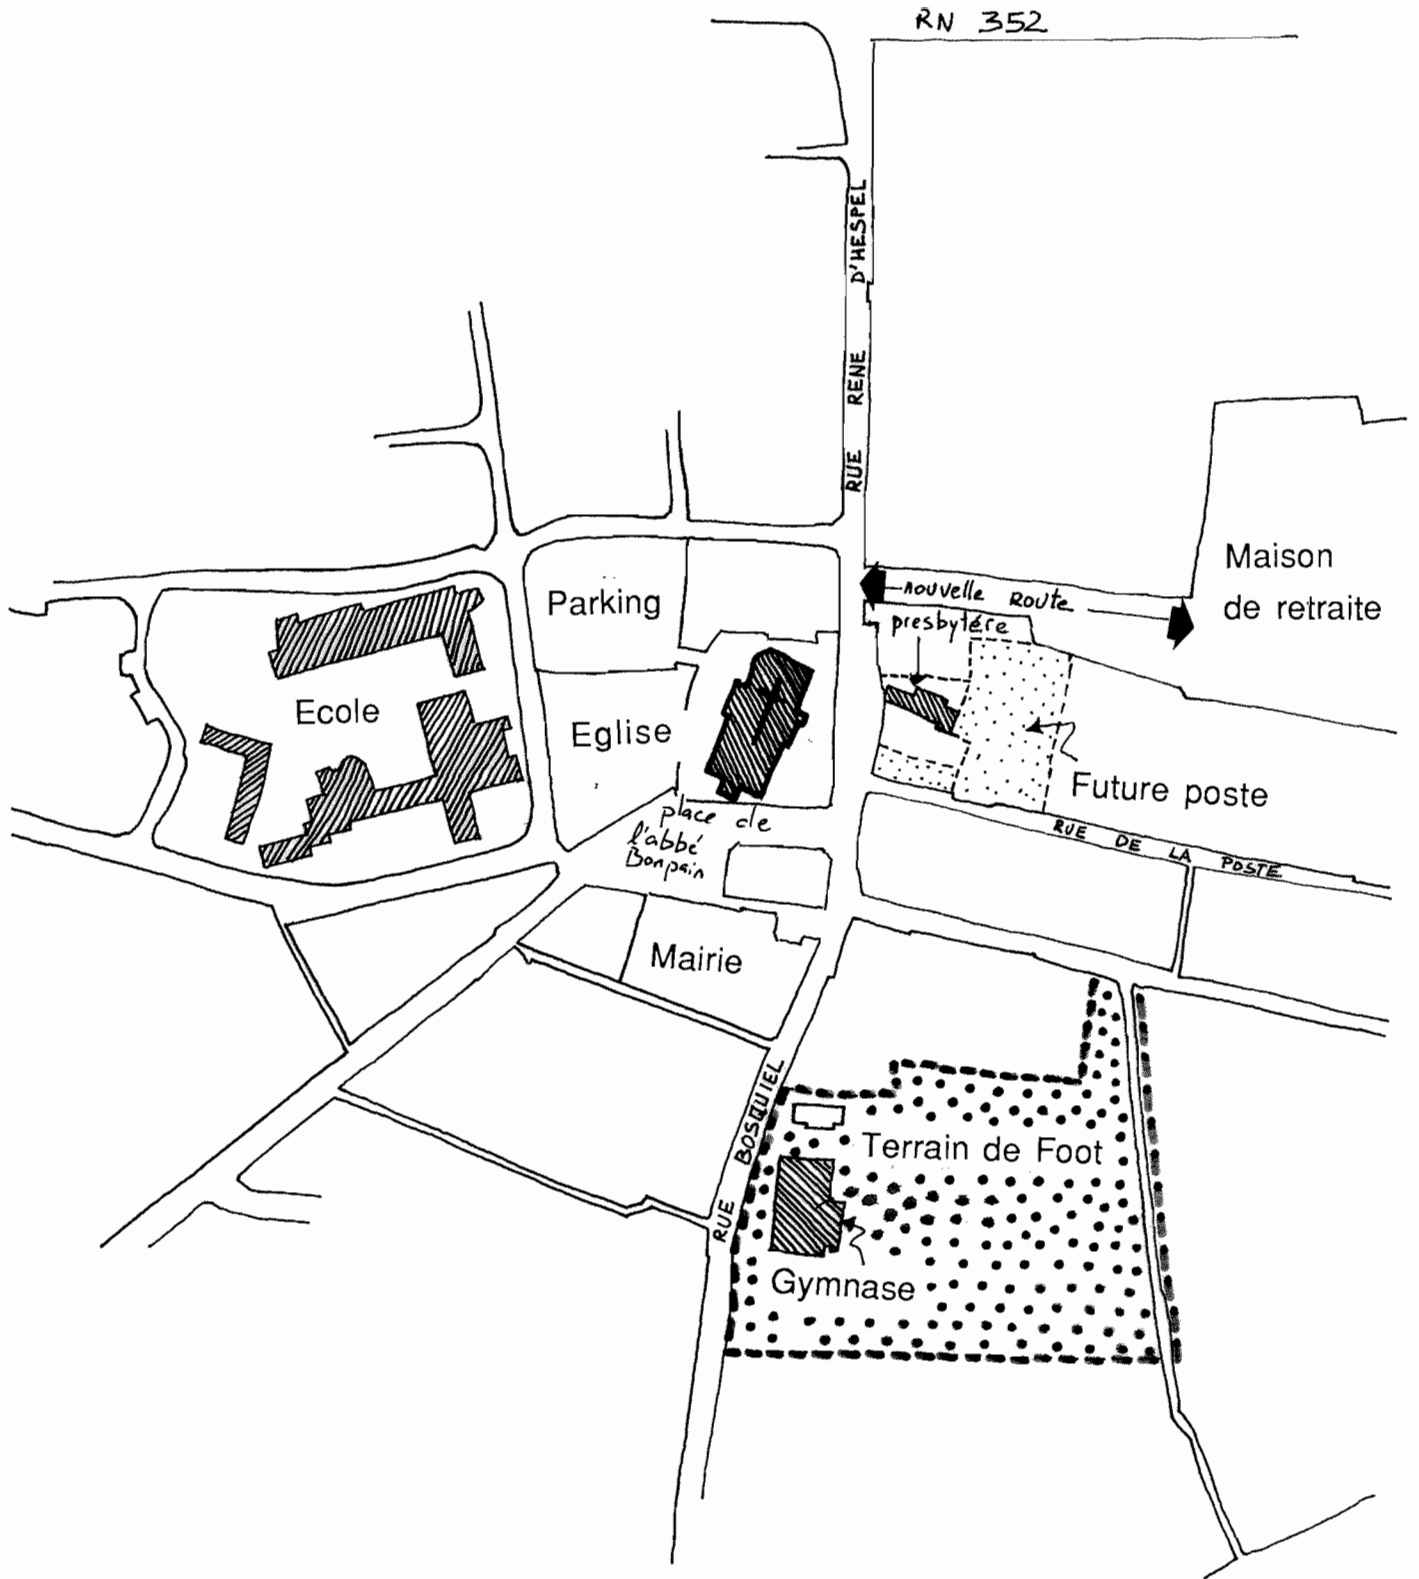 RN 352
RUE RENE D'HESPEL
Maison
de retraite
nouvelle Route
Parking
presbytére
Ecole
Eglise
Future poste
place de
l'abbé
Bonpain
RUE DE LA POSTE
Mairie
RUE BOSQUIEL
Terrain de Foot
Gymnase